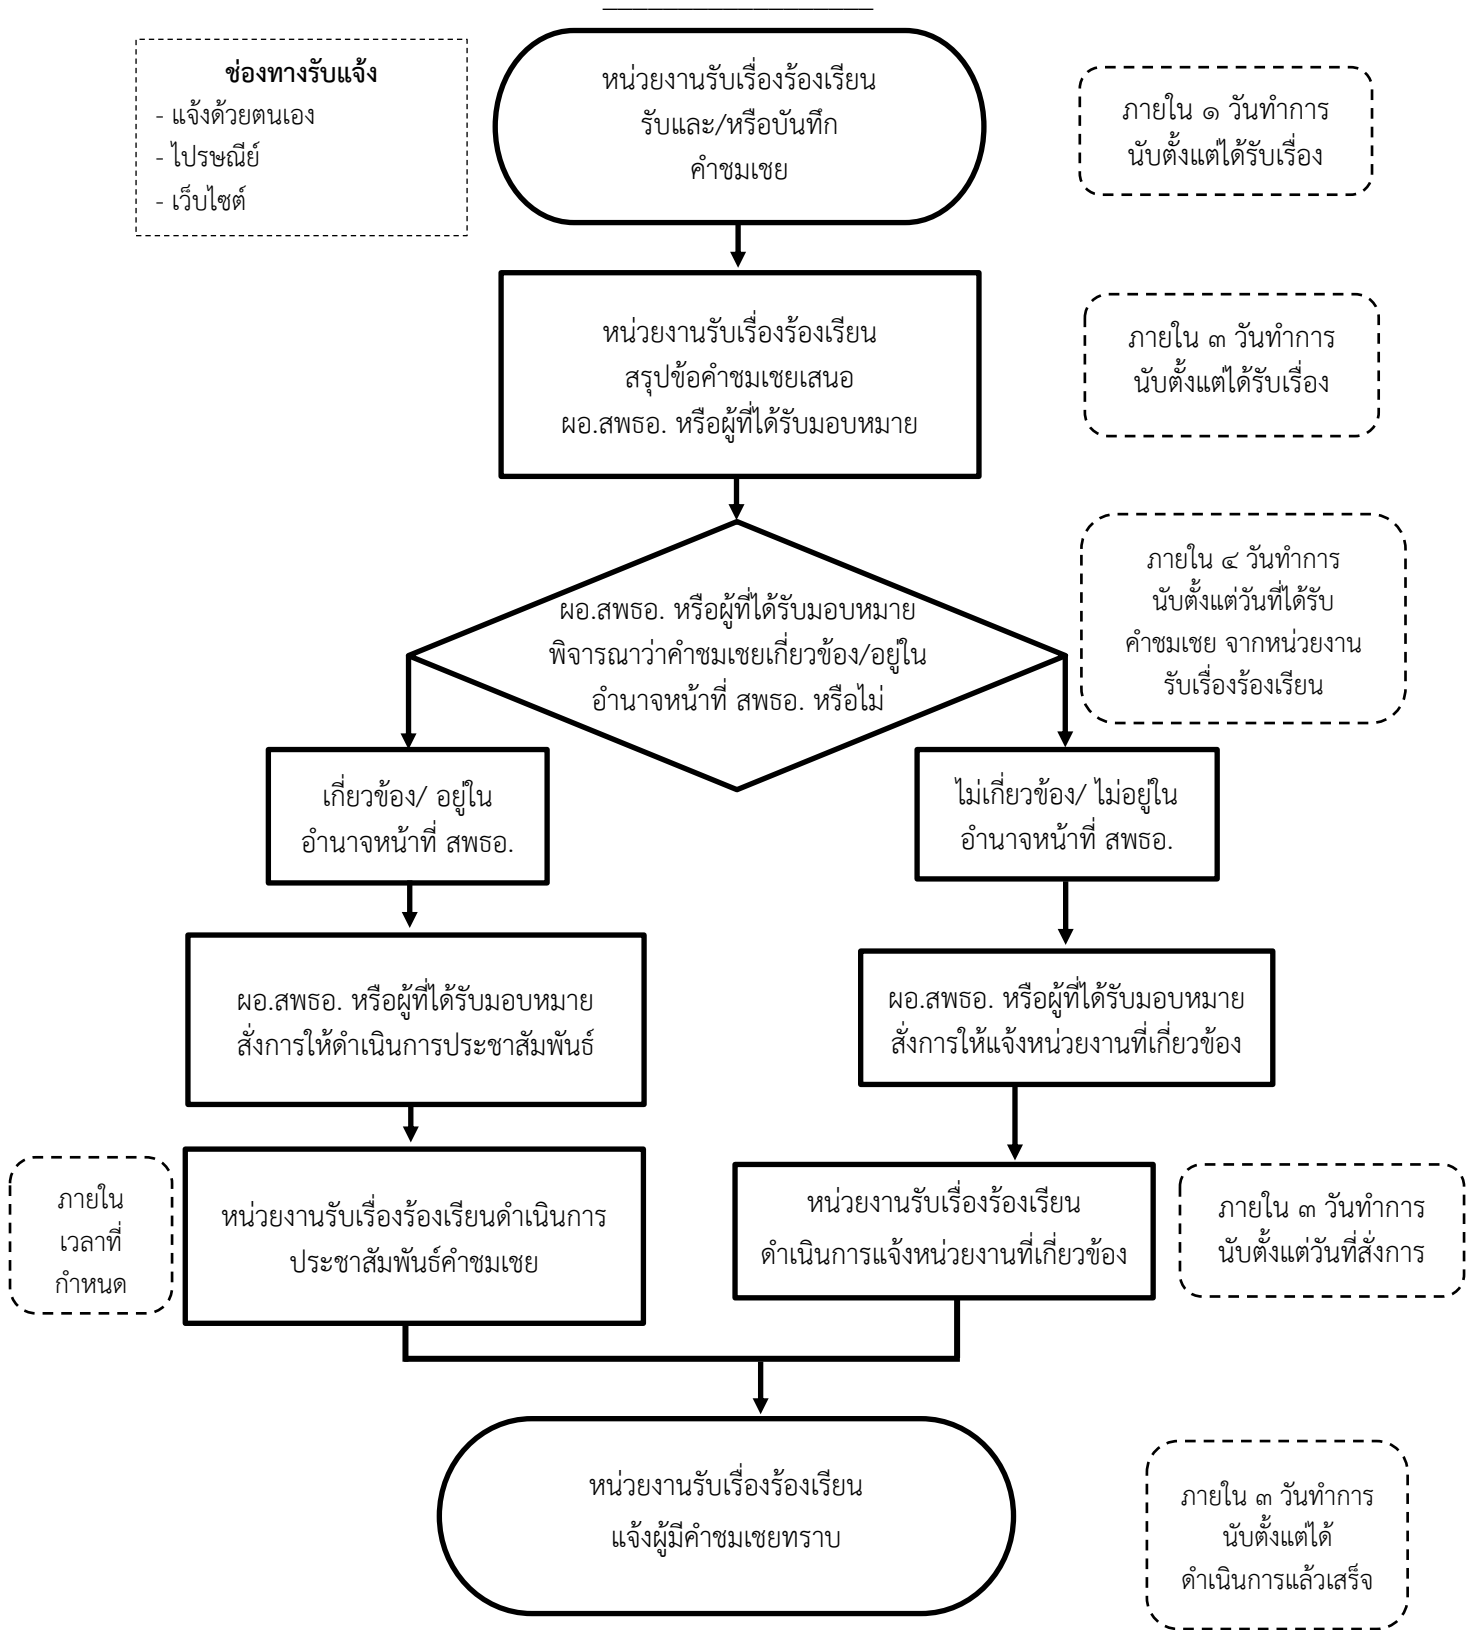 ช่องทางรับแจ้ง
- แจ้งด้วยตนเอง
- ไปรษณีย์
- เว็บไซต์
หน่วยงานรับเรื่องร้องเรียน
รับและ/หรือบันทึก
คำชมเชย
ภายใน ๑ วันทำการ
นับตั้งแต่ได้รับเรื่อง
หน่วยงานรับเรื่องร้องเรียน
สรุปข้อคำชมเชยเสนอ
ผอ.สพธอ. หรือผู้ที่ได้รับมอบหมาย
ภายใน ๓ วันทำการ
นับตั้งแต่ได้รับเรื่อง
ผอ.สพธอ. หรือผู้ที่ได้รับมอบหมาย
พิจารณาว่าคำชมเชยเกี่ยวข้อง/อยู่ใน
อำนาจหน้าที่ สพธอ. หรือไม่
ภายใน ๔ วันทำการ
นับตั้งแต่วันที่ได้รับ
คำชมเชย จากหน่วยงาน
รับเรื่องร้องเรียน
เกี่ยวข้อง/ อยู่ใน
อำนาจหน้าที่ สพธอ.
ไม่เกี่ยวข้อง/ ไม่อยู่ใน
อำนาจหน้าที่ สพธอ.
ผอ.สพธอ. หรือผู้ที่ได้รับมอบหมาย
สั่งการให้ดำเนินการประชาสัมพันธ์
ผอ.สพธอ. หรือผู้ที่ได้รับมอบหมาย
สั่งการให้แจ้งหน่วยงานที่เกี่ยวข้อง
ภายใน
เวลาที่
กำหนด
หน่วยงานรับเรื่องร้องเรียนดำเนินการ
ประชาสัมพันธ์คำชมเชย
หน่วยงานรับเรื่องร้องเรียน
ดำเนินการแจ้งหน่วยงานที่เกี่ยวข้อง
ภายใน ๓ วันทำการ
นับตั้งแต่วันที่สั่งการ
หน่วยงานรับเรื่องร้องเรียน
แจ้งผู้มีคำชมเชยทราบ
ภายใน ๓ วันทำการ
นับตั้งแต่ได้
ดำเนินการแล้วเสร็จ